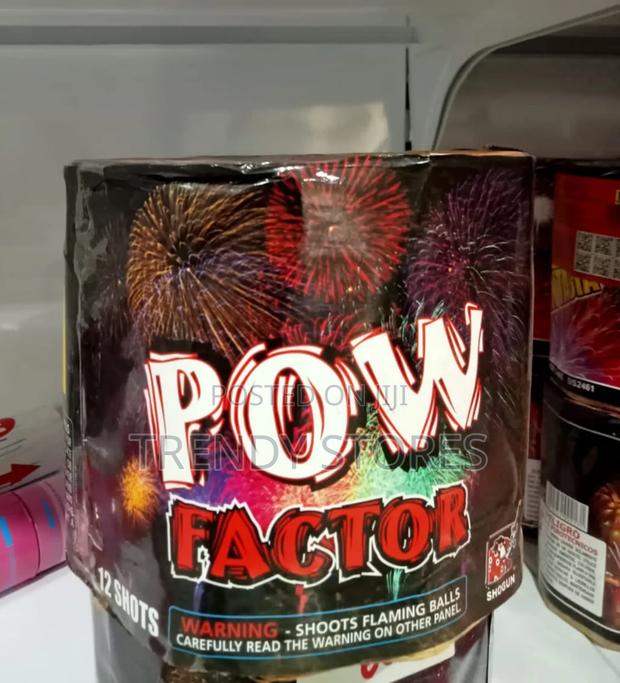 POW
POSTED ON JIJI
TRENDY STORES
FACTOR
12 SHOTS
SHOGUN
WARNING - SHOOTS FLAMING BALLS
CAREFULLY READ THE WARNING ON OTHER PANEL
DS2461